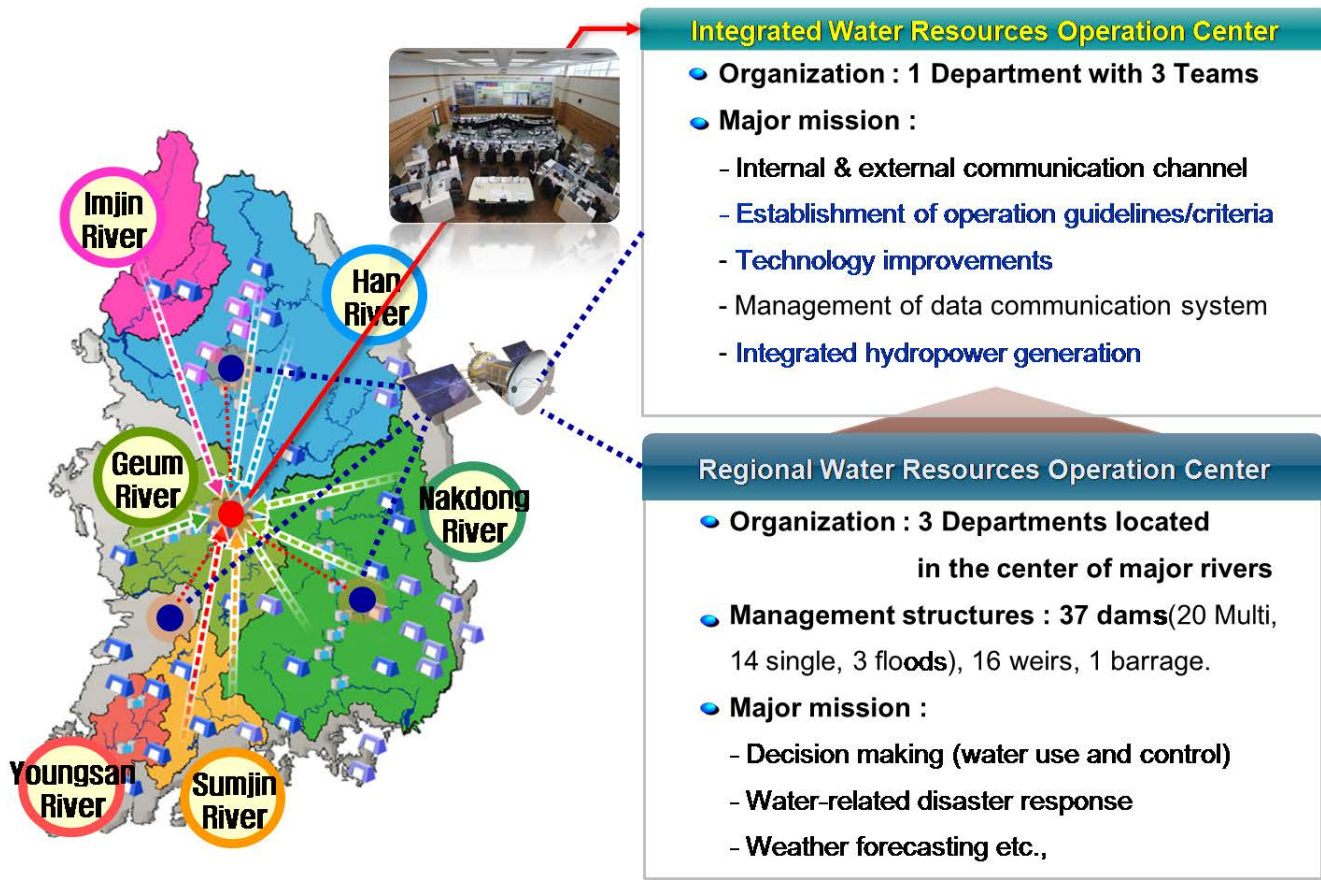 Integrated Water Resources Operation Center
Organization : 1 Department with 3 Teams
Major mission :
- Internal & external communication channel
- Establishment of operation guidelines/criteria
- Technology improvements
- Management of data communication system
- Integrated hydropower generation
Regional Water Resources Operation Center
Organization : 3 Departments located
in the center of major rivers
Management structures : 37 dams(20 Multi,
14 single, 3 floods), 16 weirs, 1 barrage.
Major mission :
- Decision making (water use and control)
- Water-related disaster response
- Weather forecasting etc.,
Imjin
River
Han
River
Geum
River
Nakdong
River
Youngsan
River
Sumjin
River